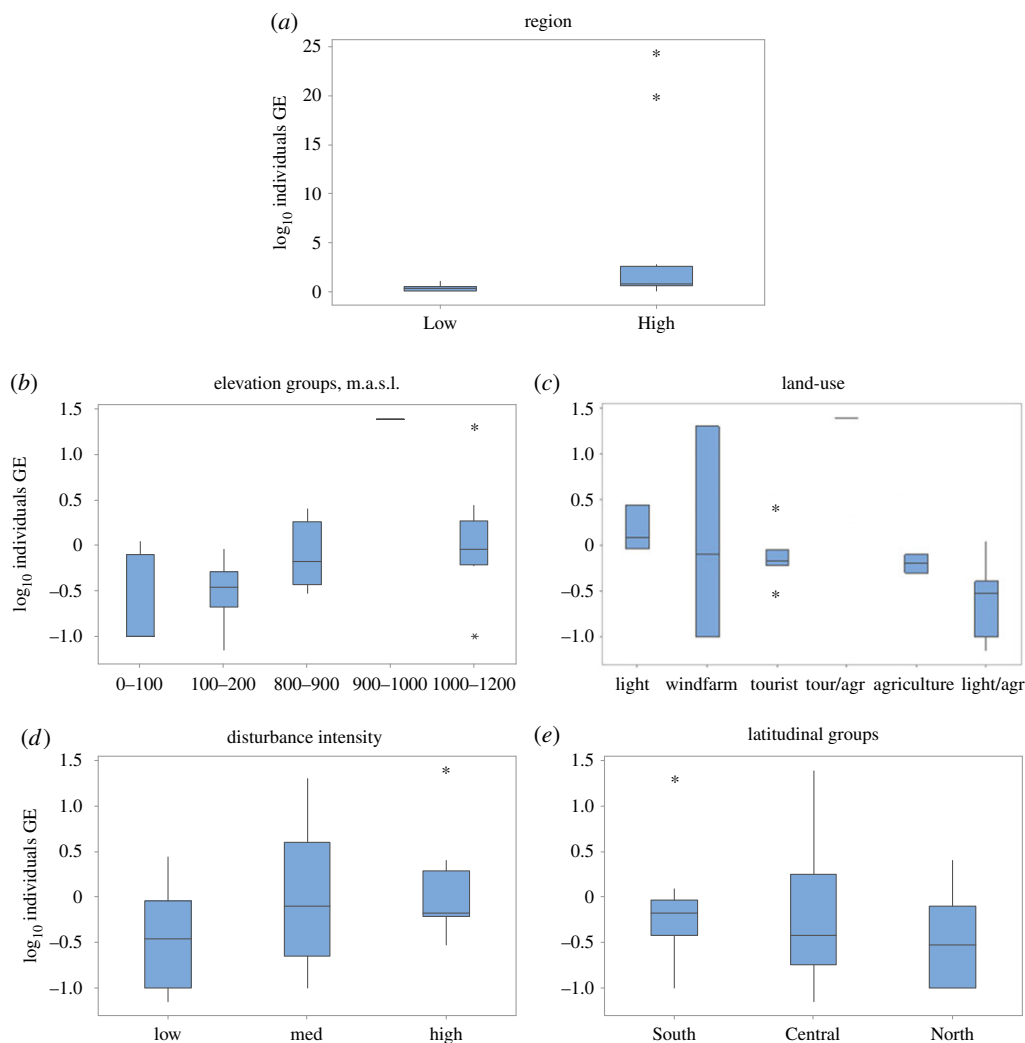 (a)
region
25
20
15
10
5
0
log10 individuals GE
Low High
(b)
elevation groups, m.a.s.l.
1.5
1.0
0.5
0
–0.5
–1.0
log10 individuals GE
0–100 100–200 800–900 900–1000 1000–1200
(c)
land-use
1.5
1.0
0.5
0
–0.5
–1.0
light windfarm tourist tour/agr agriculture light/agr
(d)
disturbance intensity
1.5
1.0
0.5
0
–0.5
–1.0
log10 individuals GE
low med high
(e)
latitudinal groups
1.5
1.0
0.5
0
–0.5
–1.0
South Central North